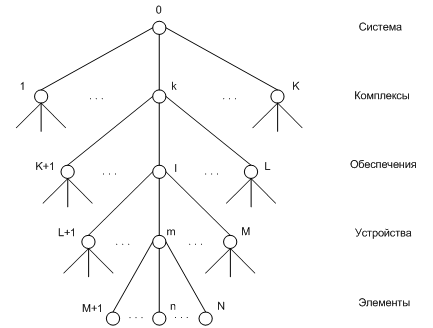 0 Система
1 . . . k . . . K Комплексы
K+1 . . . l . . . L Обеспечения
L+1 . . . m . . . M Устройства
M+1 . . . n . . . N Элементы